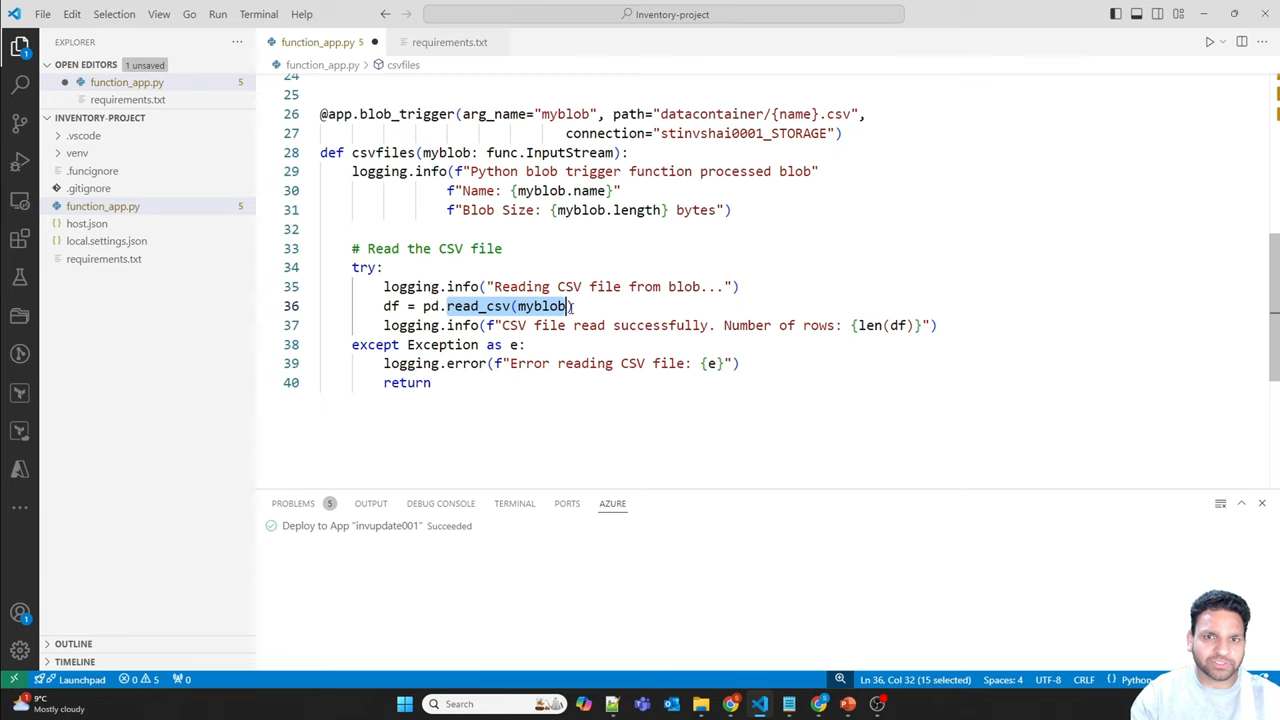 File Edit Selection View Go Run Terminal Help
Inventory-project
EXPLORER
function_app.py 5
requirements.txt
OPEN EDITORS 1 unsaved
function_app.py > csvfiles
function_app.py 5
requirements.txt
INVENTORY-PROJECT
.vscode
venv
.funcignore
.gitignore
function_app.py 5
host.json
local.settings.json
requirements.txt
24
25
26 @app.blob_trigger(arg_name="myblob", path="datacontainer/{name}.csv",
27 connection="stinvshai0001_STORAGE")
28 def csvfiles(myblob: func.InputStream):
29 logging.info(f"Python blob trigger function processed blob"
30 f"Name: {myblob.name}"
31 f"Blob Size: {myblob.length} bytes")
32
33 # Read the CSV file
34 try:
35 logging.info("Reading CSV file from blob...")
36 df = pd.read_csv(myblob)
37 logging.info(f"CSV file read successfully. Number of rows: {len(df)}")
38 except Exception as e:
39 logging.error(f"Error reading CSV file: {e}")
40 return
PROBLEMS 5 OUTPUT DEBUG CONSOLE TERMINAL PORTS AZURE
Deploy to App "invupdate001" Succeeded
OUTLINE
TIMELINE
Launchpad 0 5 0
Ln 36, Col 32 (15 selected) Spaces: 4 UTF-8 CRLF Python
9°C
Mostly cloudy
Search